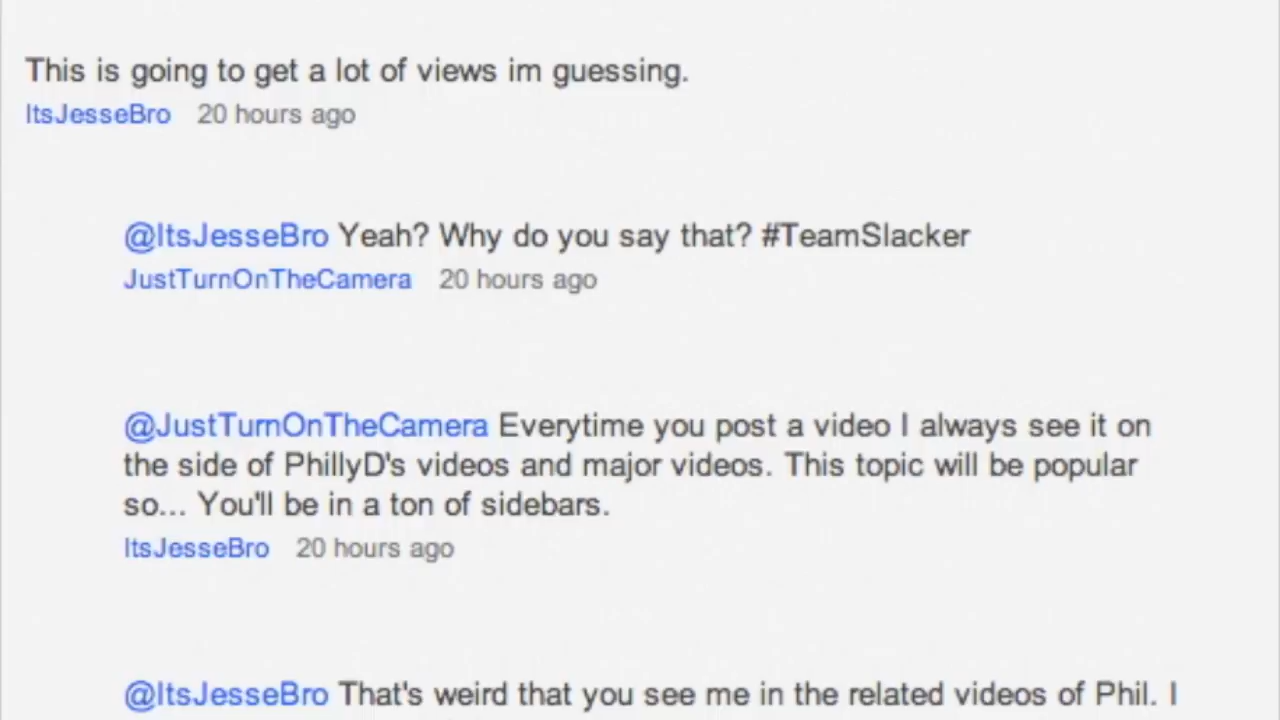 This is going to get a lot of views im guessing.
ItsJesseBro 20 hours ago
@ItsJesseBro Yeah? Why do you say that? #TeamSlacker
JustTurnOnTheCamera 20 hours ago
@JustTurnOnTheCamera Everytime you post a video I always see it on
the side of PhillyD's videos and major videos. This topic will be popular
so... You'll be in a ton of sidebars.
ItsJesseBro 20 hours ago
@ItsJesseBro That's weird that you see me in the related videos of Phil. I